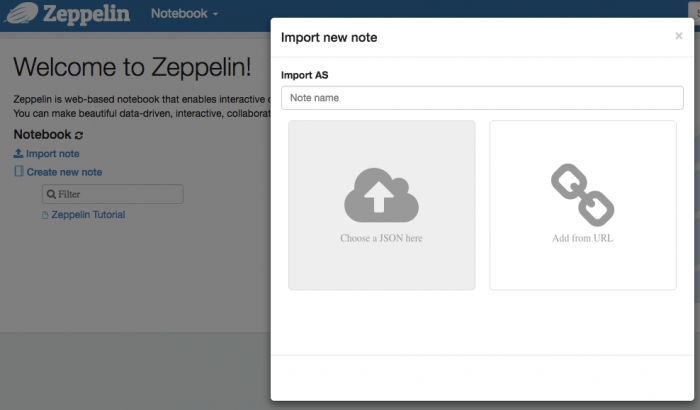 Zeppelin
Notebook
S
Import new note
×
Welcome to Zeppelin!
Import AS
Note name
Zeppelin is web-based notebook that enables interactive
You can make beautiful data-driven, interactive, collaborat
Notebook
Import note
Create new note
Filter
Zeppelin Tutorial
Choose a JSON here
Add from URL